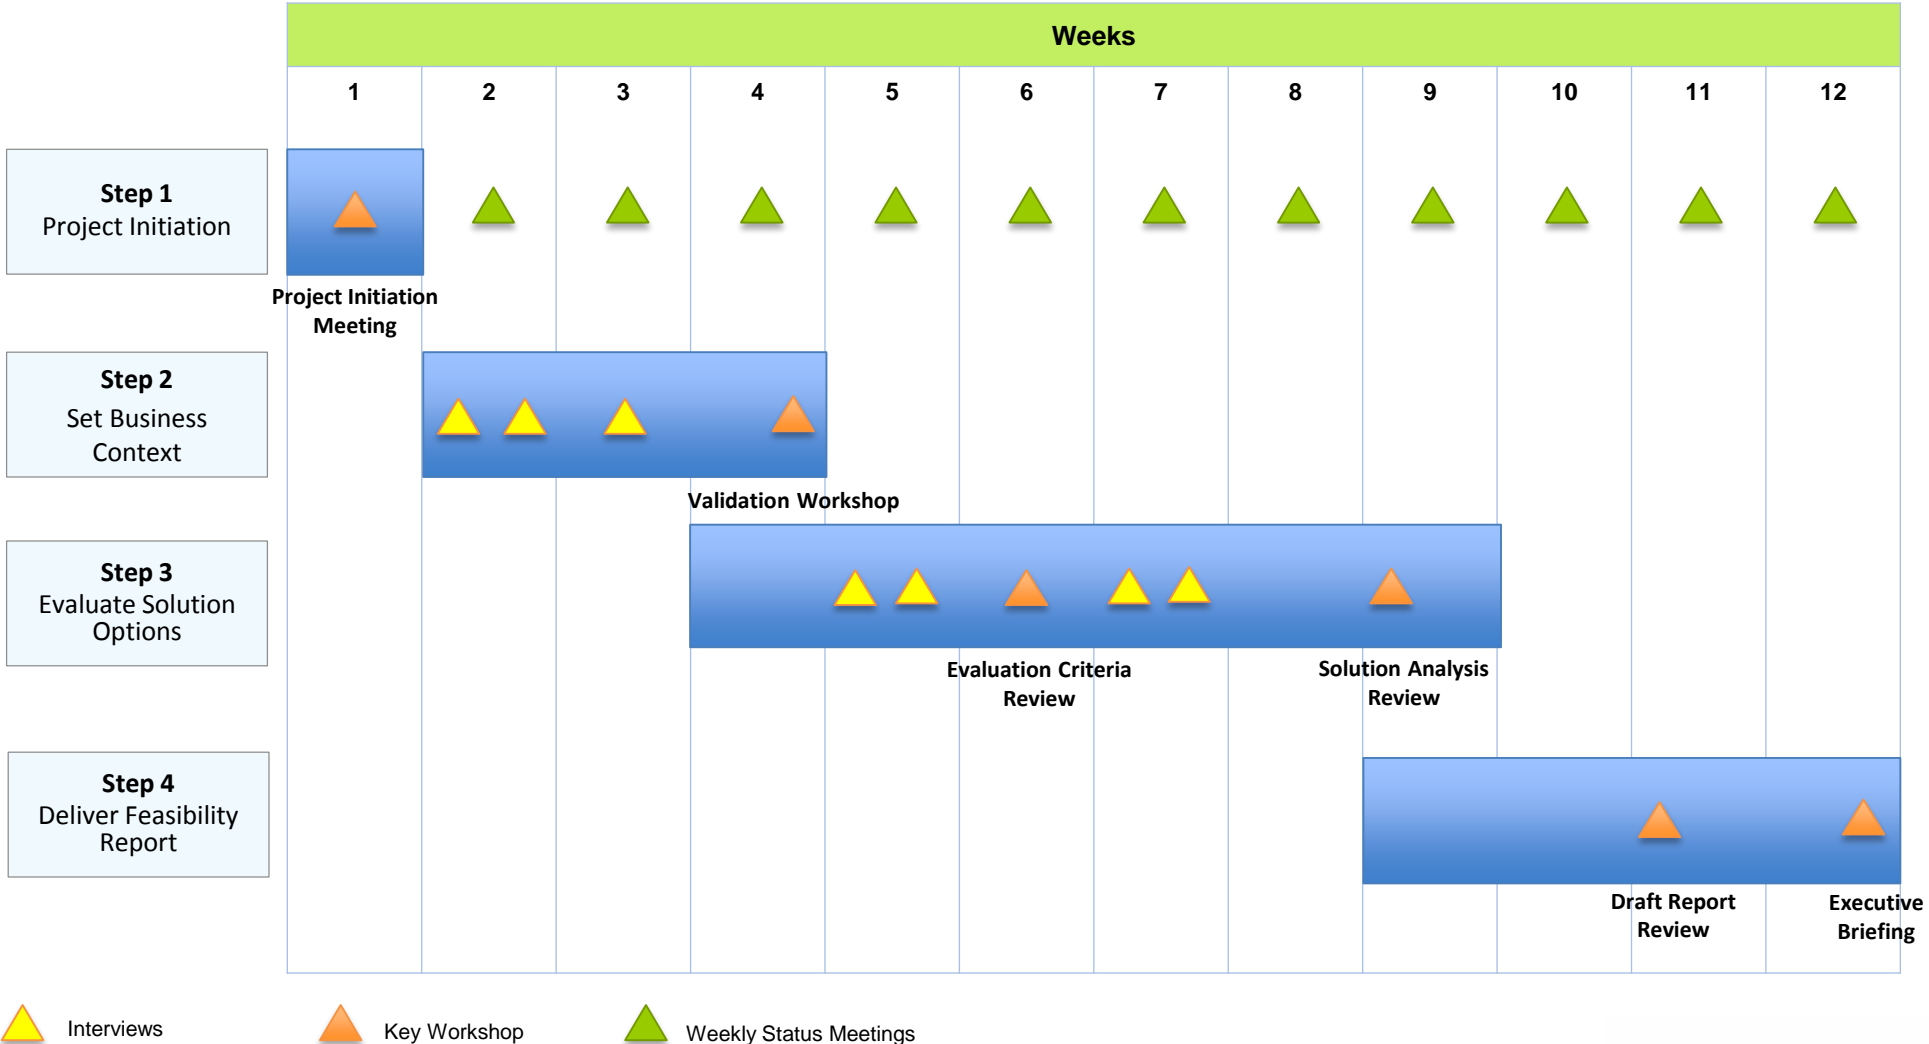 Weeks
1 2 3 4 5 6 7 8 9 10 11 12
Step 1
Project Initiation
Project Initiation
Meeting
Step 2
Set Business
Context
Validation Workshop
Step 3
Evaluate Solution
Options
Evaluation Criteria
Review
Solution Analysis
Review
Step 4
Deliver Feasibility
Report
Draft Report
Review
Executive
Briefing
Interviews
Key Workshop
Weekly Status Meetings